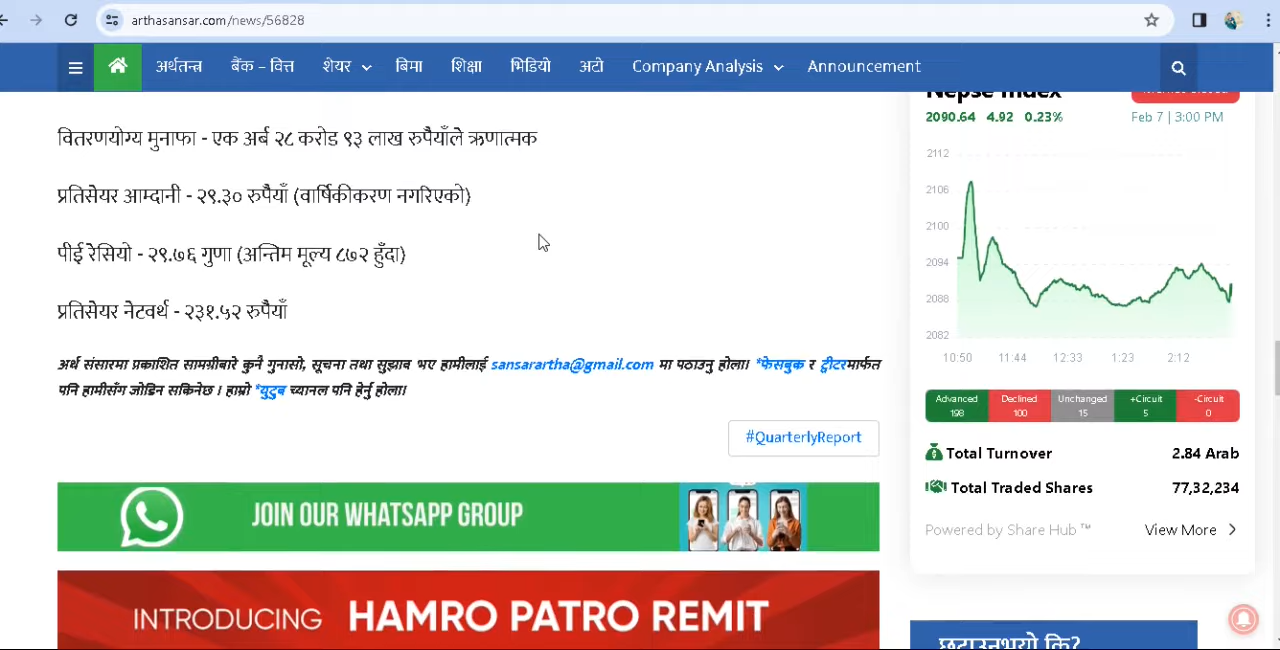 arthasansar.com/news/56828
अर्थतन्त्र बैंक – वित्त शेयर बिमा शिक्षा भिडियो अटो Company Analysis Announcement
वितरणयोग्य मुनाफा - एक अर्ब २८ करोड ९३ लाख रुपैयाँले ऋणात्मक
प्रतिसेयर आम्दानी - २९.३० रुपैयाँ (वार्षिकीकरण नगरिएको)
पीई रेसियो - २९.७६ गुणा (अन्तिम मूल्य ८७२ हुँदा)
प्रतिसेयर नेटवर्थ - २३१.५२ रुपैयाँ
अर्थ संसारमा प्रकाशित सामग्रीबारे कुनै गुनासो, सूचना तथा सुझाव भए हामीलाई sansarartha@gmail.com मा पठाउनु होला। *फेसबुक र ट्वीटरमार्फत
पनि हामीसँग जोडिन सकिनेछ । हाम्रो *युटुब च्यानल पनि हेर्नु होला।
#QuarterlyReport
JOIN OUR WHATSAPP GROUP
INTRODUCING HAMRO PATRO REMIT
Nepse Index
2090.64 4.92 0.23% Feb 7 | 3:00 PM
2112
2106
2100
2094
2088
2082
10:50 11:44 12:33 1:23 2:12
Advanced Declined Unchanged +Circuit -Circuit
198 100 15 5 0
Total Turnover 2.84 Arab
Total Traded Shares 77,32,234
Powered by Share Hub ™ View More
छुटाउनुभयो कि?